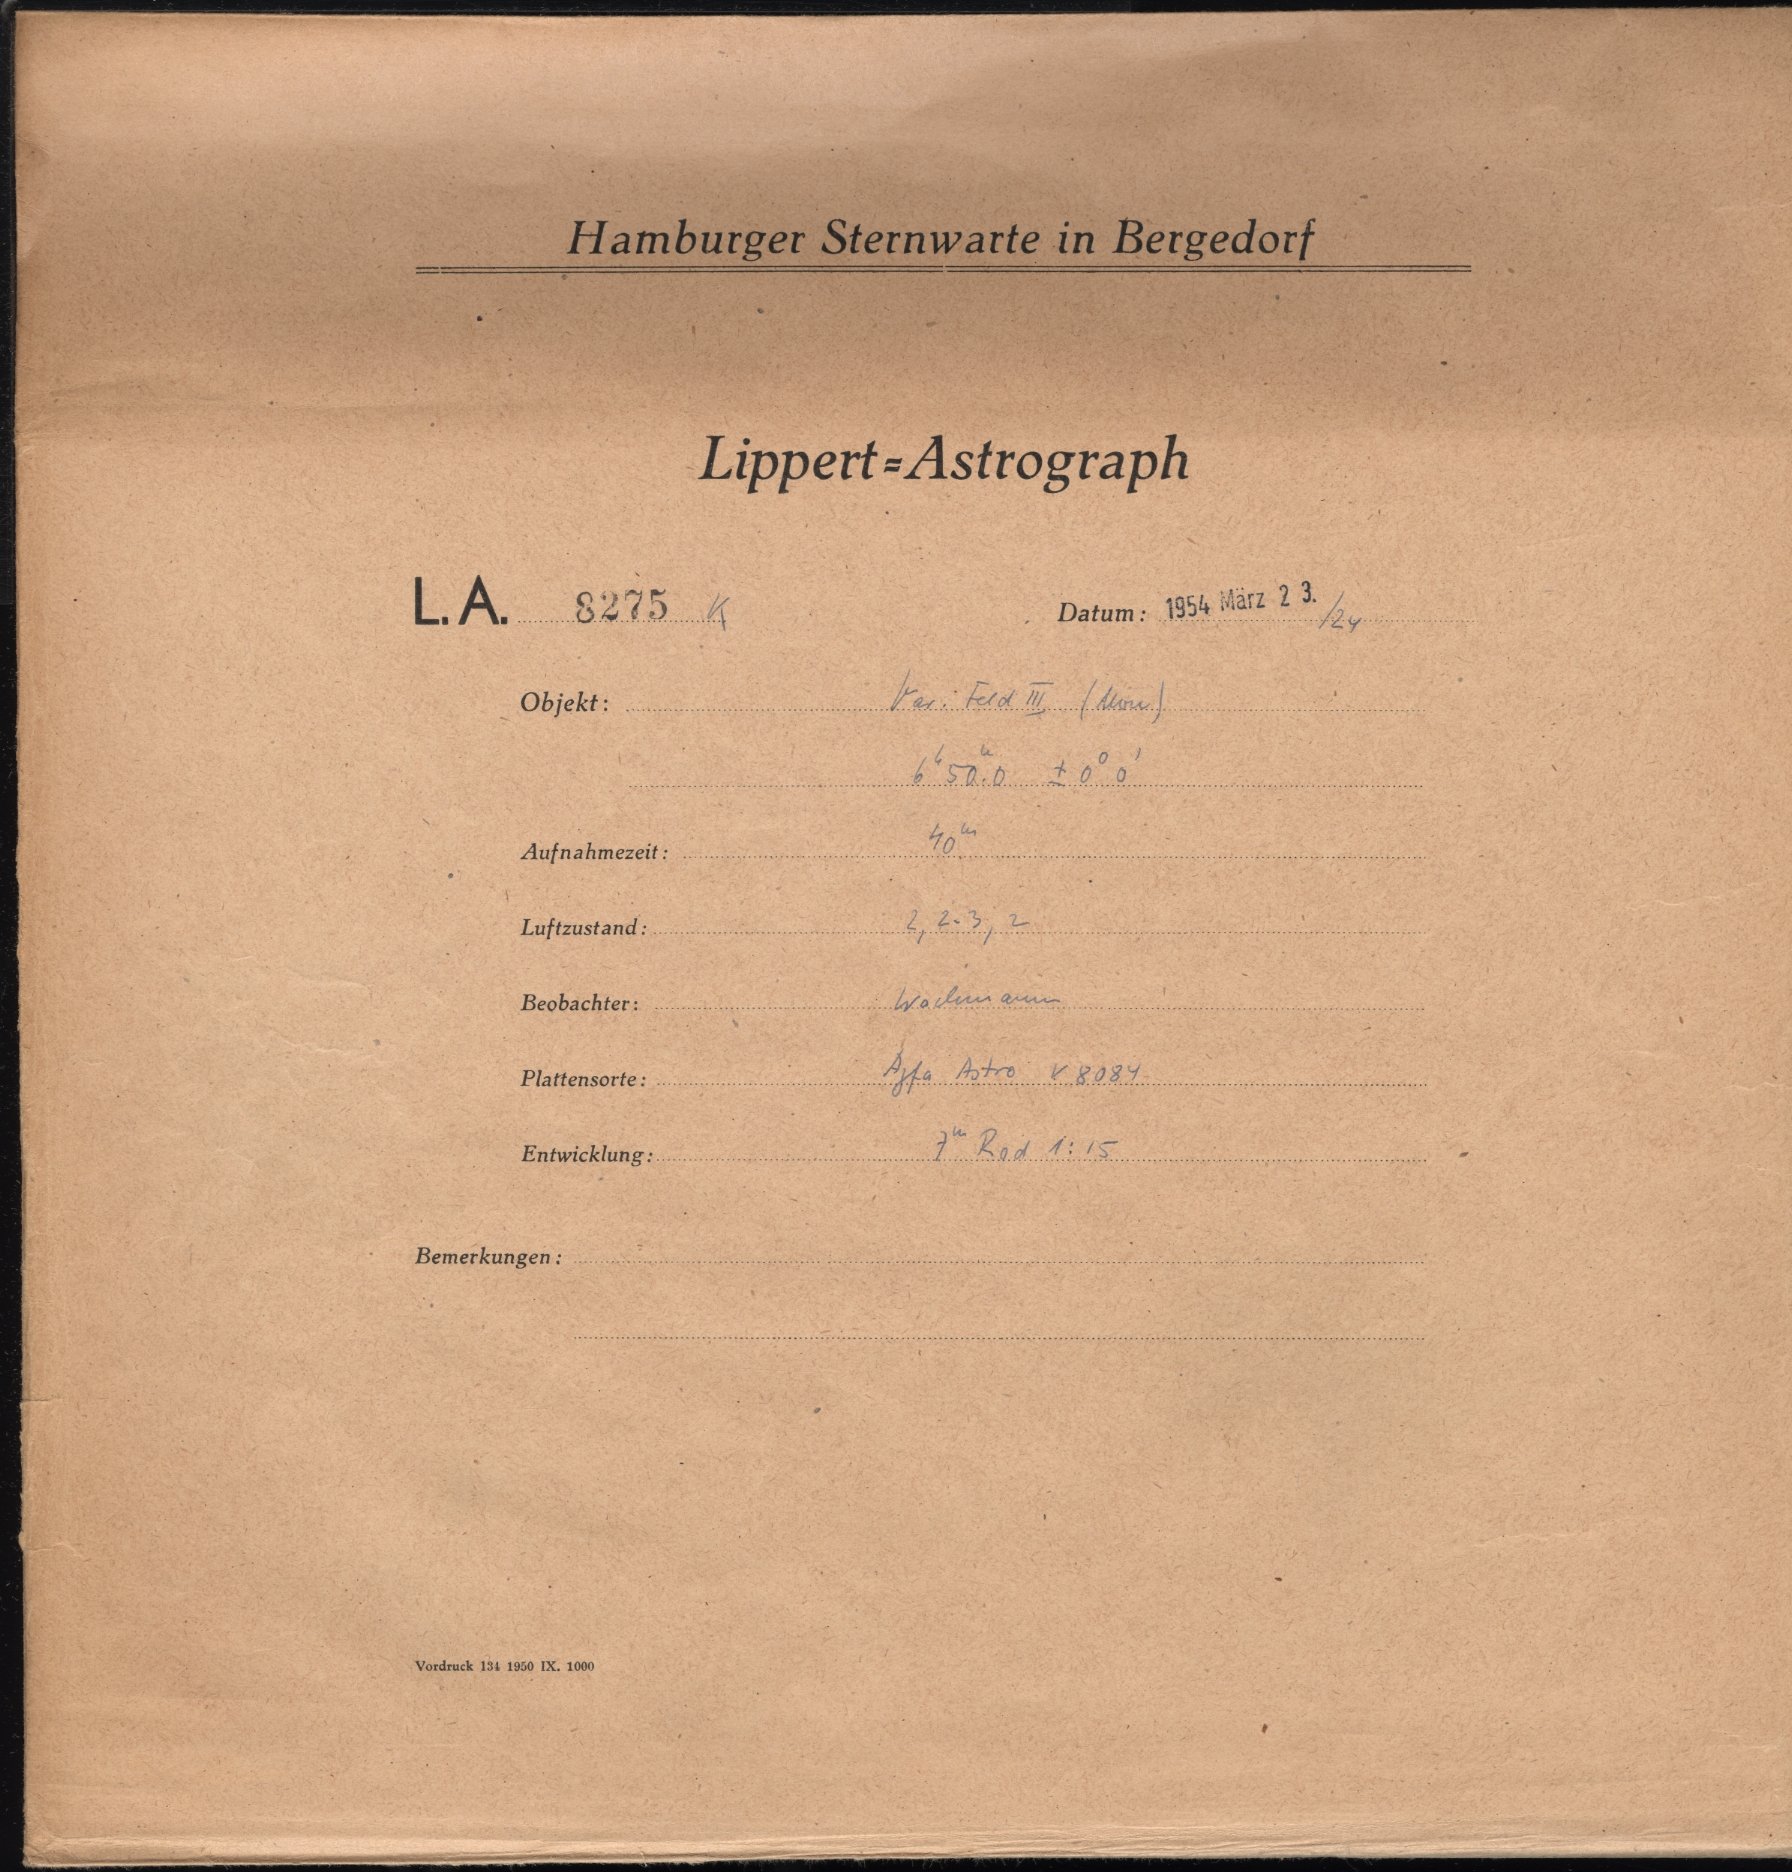 Hamburger Sternwarte in Bergedorf
Lippert=Astrograph
L. A. 8275 K Datum: 1954 März 23./24
Objekt: Var. Feld III (Mon)
6ʰ50ᵐ.0 ± 0° 0'
Aufnahmezeit: 40ᵐ
Luftzustand: 2, 2-3, 2
Beobachter: Wachmann
Plattensorte: Agfa Astro V 8084
Entwicklung: 7ᵐ Rod 1:15
Bemerkungen:
Vordruck 134 1950 IX. 1000